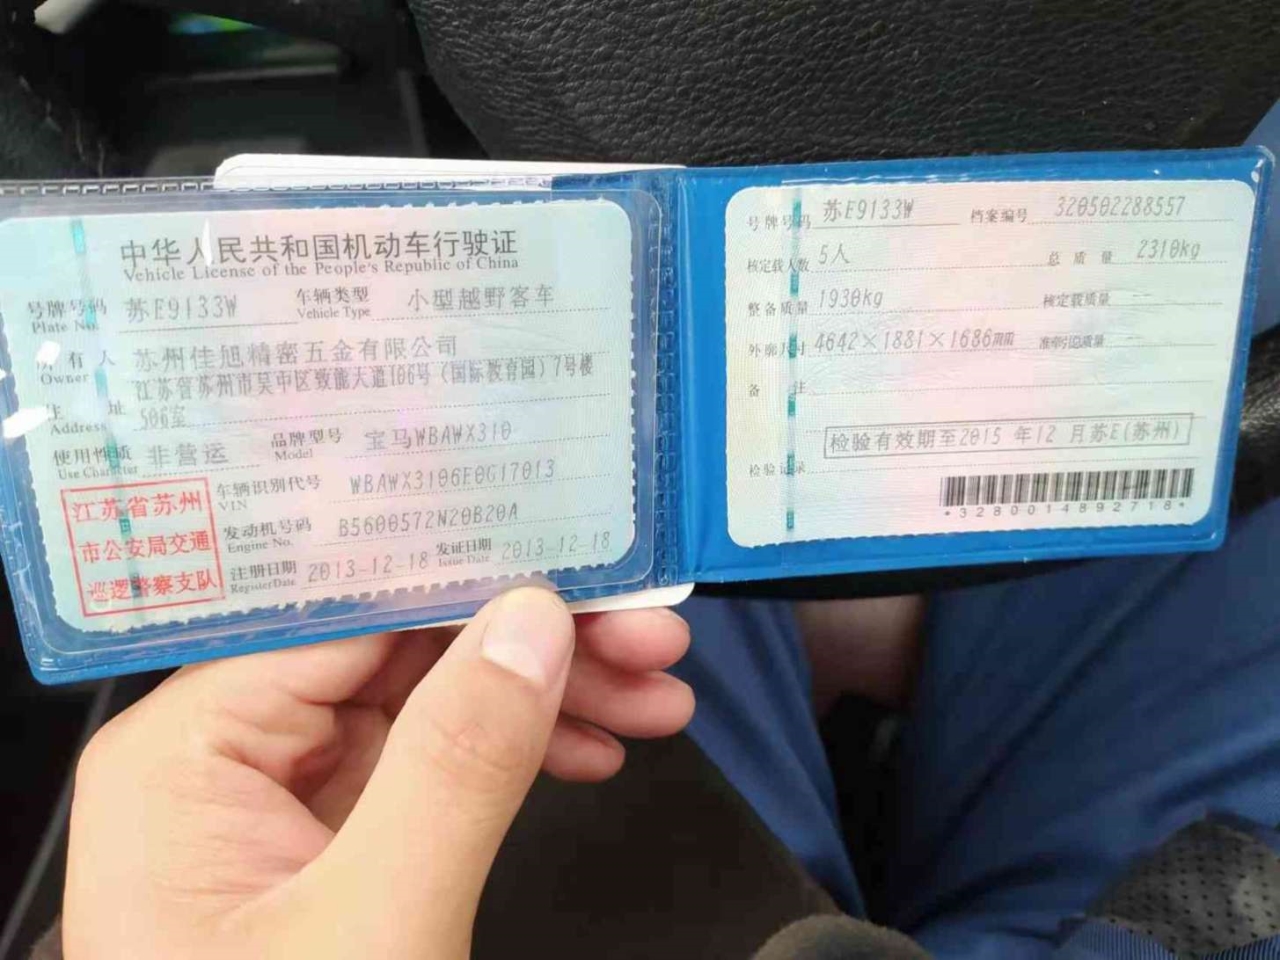 中华人民共和国机动车行驶证
Vehicle License of the People's Republic of China
号牌号码 苏E9133W 车辆类型 小型越野客车
Plate No. Vehicle Type
所有人 苏州佳旭精密五金有限公司
Owner
住址 江苏省苏州市吴中区致能大道106号（国际教育园）7号楼
Address 506室
使用性质 非营运 品牌型号 宝马WBAWX310
Use Character Model
车辆识别代号 WBAWX3106E0G17013
VIN
发动机号码 B5600572N20B20A
Engine No.
注册日期 2013-12-18 发证日期 2013-12-18
Register Date Issue Date
江苏省苏州
市公安局交通
巡逻警察支队
号牌号码 苏E9133W 档案编号 320502288557
核定载人数 5人 总质量 2310kg
整备质量 1930kg 核定载质量 --
外廓尺寸 4642×1881×1686mm 准牵引总质量 --
备注
检验有效期至2015 年12 月苏E(苏州)
检验记录
*3280014892718*